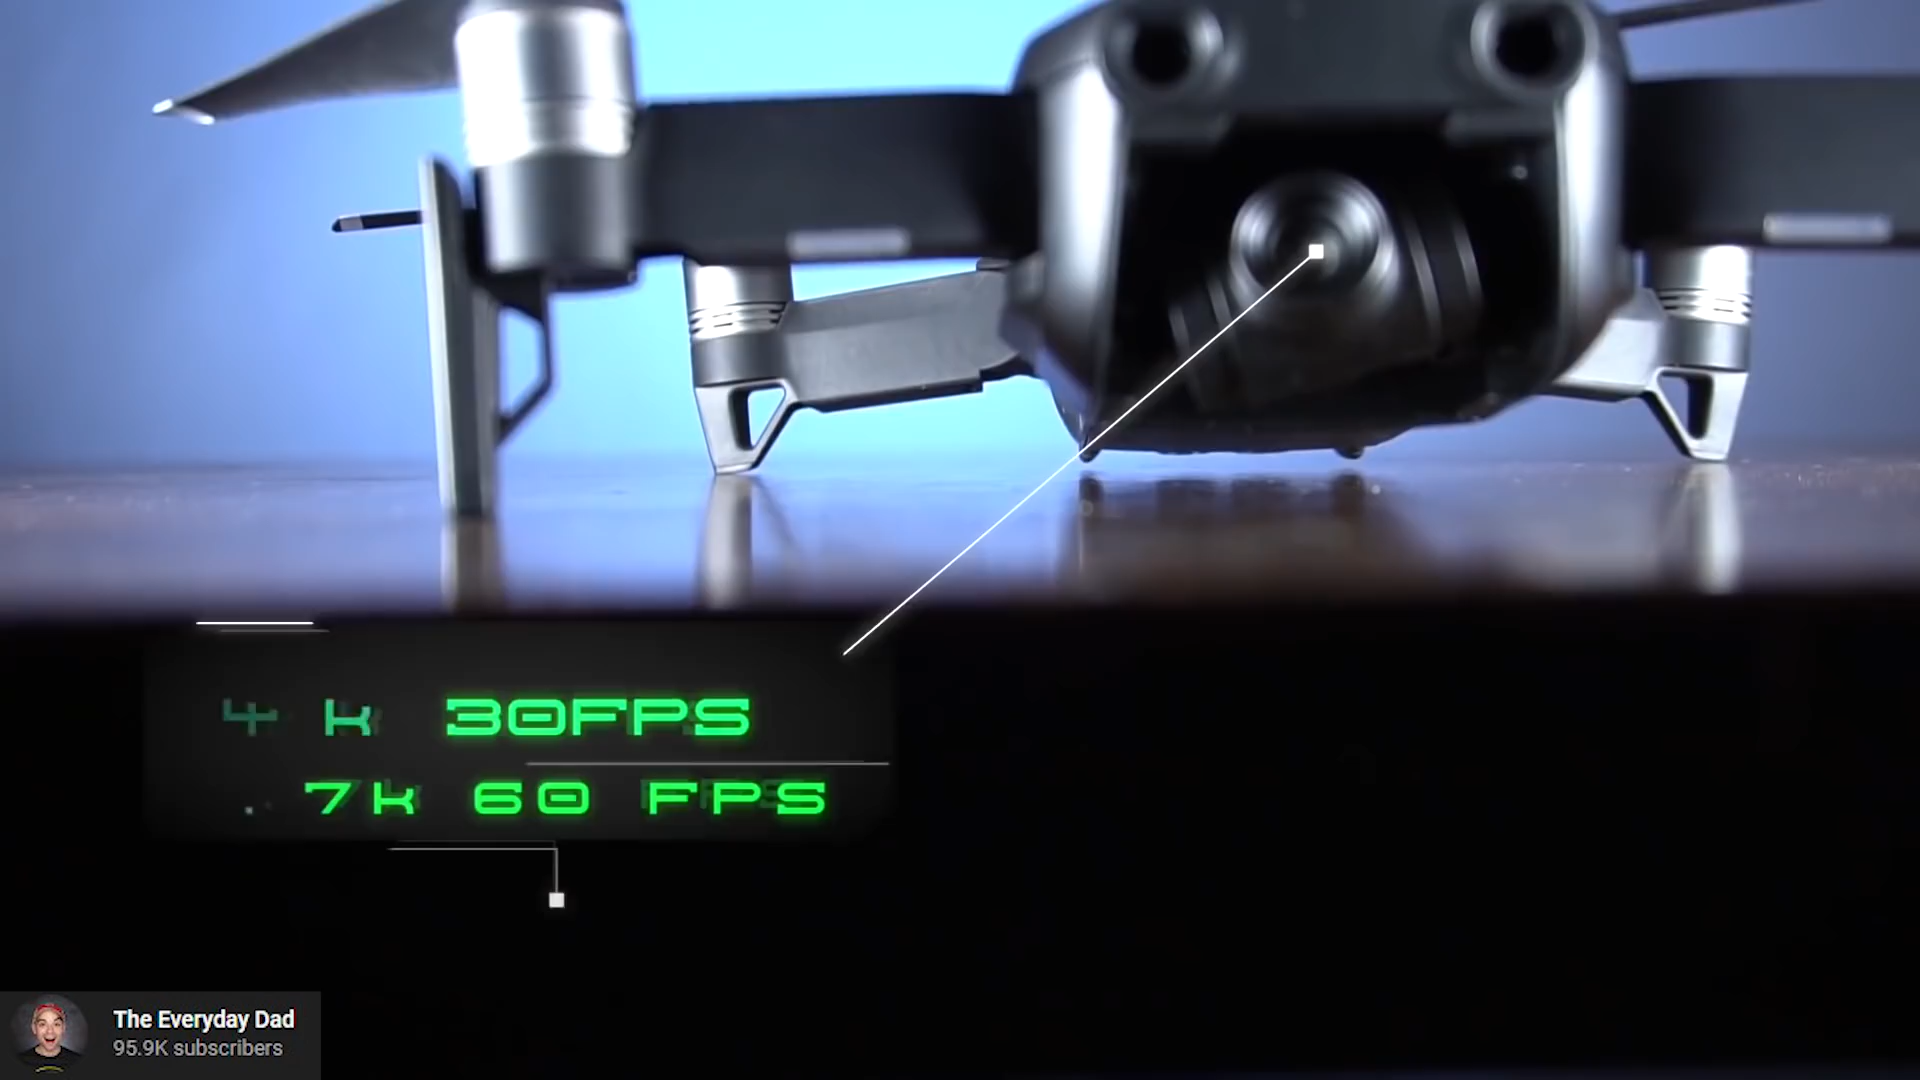 4 k 30FPS
.7k 60 FPS
The Everyday Dad
95.9K subscribers